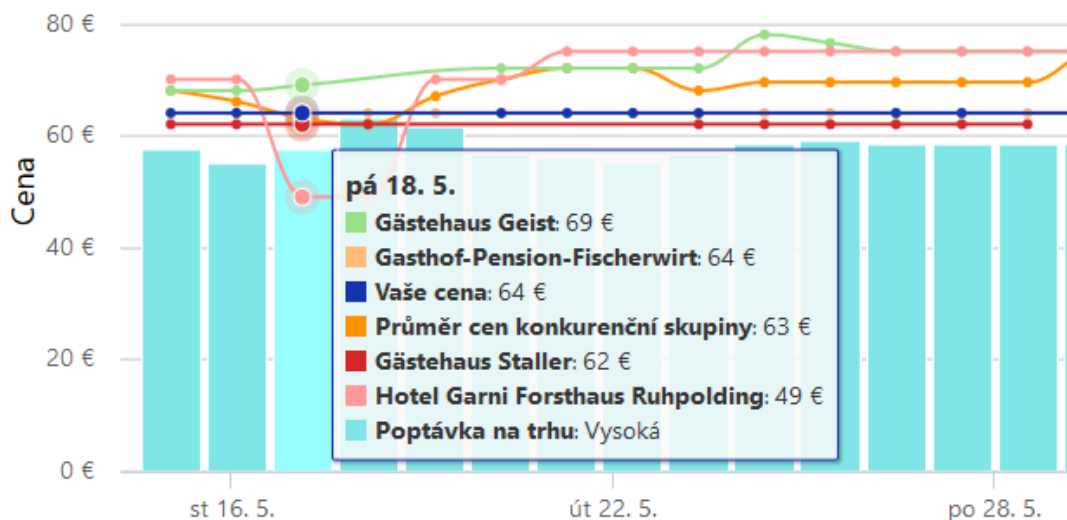 80 €
60 €
40 €
20 €
0 €
Cena
pá 18. 5.
Gästehaus Geist: 69 €
Gasthof-Pension-Fischerwirt: 64 €
Vaše cena: 64 €
Průměr cen konkurenční skupiny: 63 €
Gästehaus Staller: 62 €
Hotel Garni Forsthaus Ruhpolding: 49 €
Poptávka na trhu: Vysoká
st 16. 5.
út 22. 5.
po 28. 5.